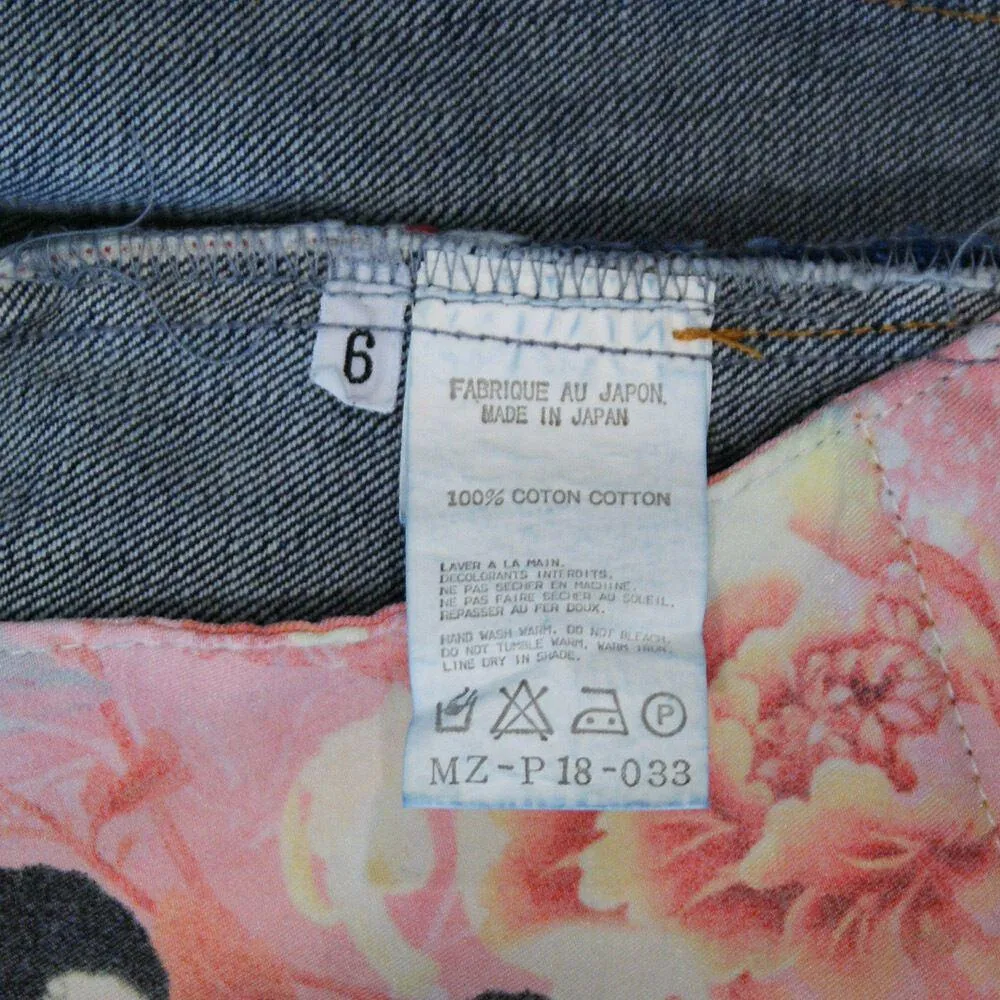 6
FABRIQUE AU JAPON.
MADE IN JAPAN
100% COTON COTTON
LAVER A LA MAIN.
DECOLORANTS INTERDITS.
NE PAS SECHER EN MACHINE.
NE PAS FAIRE SECHER AU SOLEIL.
REPASSER AU FER DOUX.
HAND WASH WARM. DO NOT BLEACH.
DO NOT TUMBLE WARM. WARM IRON.
LINE DRY IN SHADE.
P
MZ-P18-033